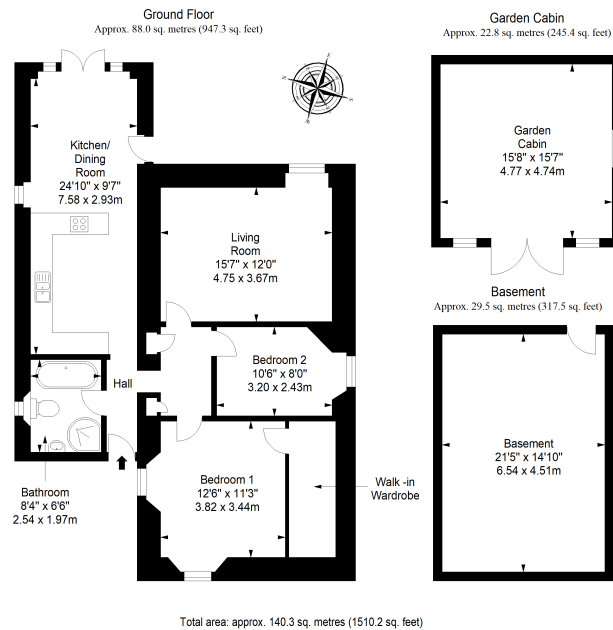 Ground Floor
Approx. 88.0 sq. metres (947.3 sq. feet)
Garden Cabin
Approx. 22.8 sq. metres (245.4 sq. feet)
Kitchen/
Dining
Room
24'10" x 9'7"
7.58 x 2.93m
Garden
Cabin
15'8" x 15'7"
4.77 x 4.74m
Living
Room
15'7" x 12'0"
4.75 x 3.67m
Basement
Approx. 29.5 sq. metres (317.5 sq. feet)
Bedroom 2
10'6" x 8'0"
3.20 x 2.43m
Hall
Basement
21'5" x 14'10"
6.54 x 4.51m
Bedroom 1
12'6" x 11'3"
3.82 x 3.44m
Walk -in
Wardrobe
Bathroom
8'4" x 6'6"
2.54 x 1.97m
Total area: approx. 140.3 sq. metres (1510.2 sq. feet)